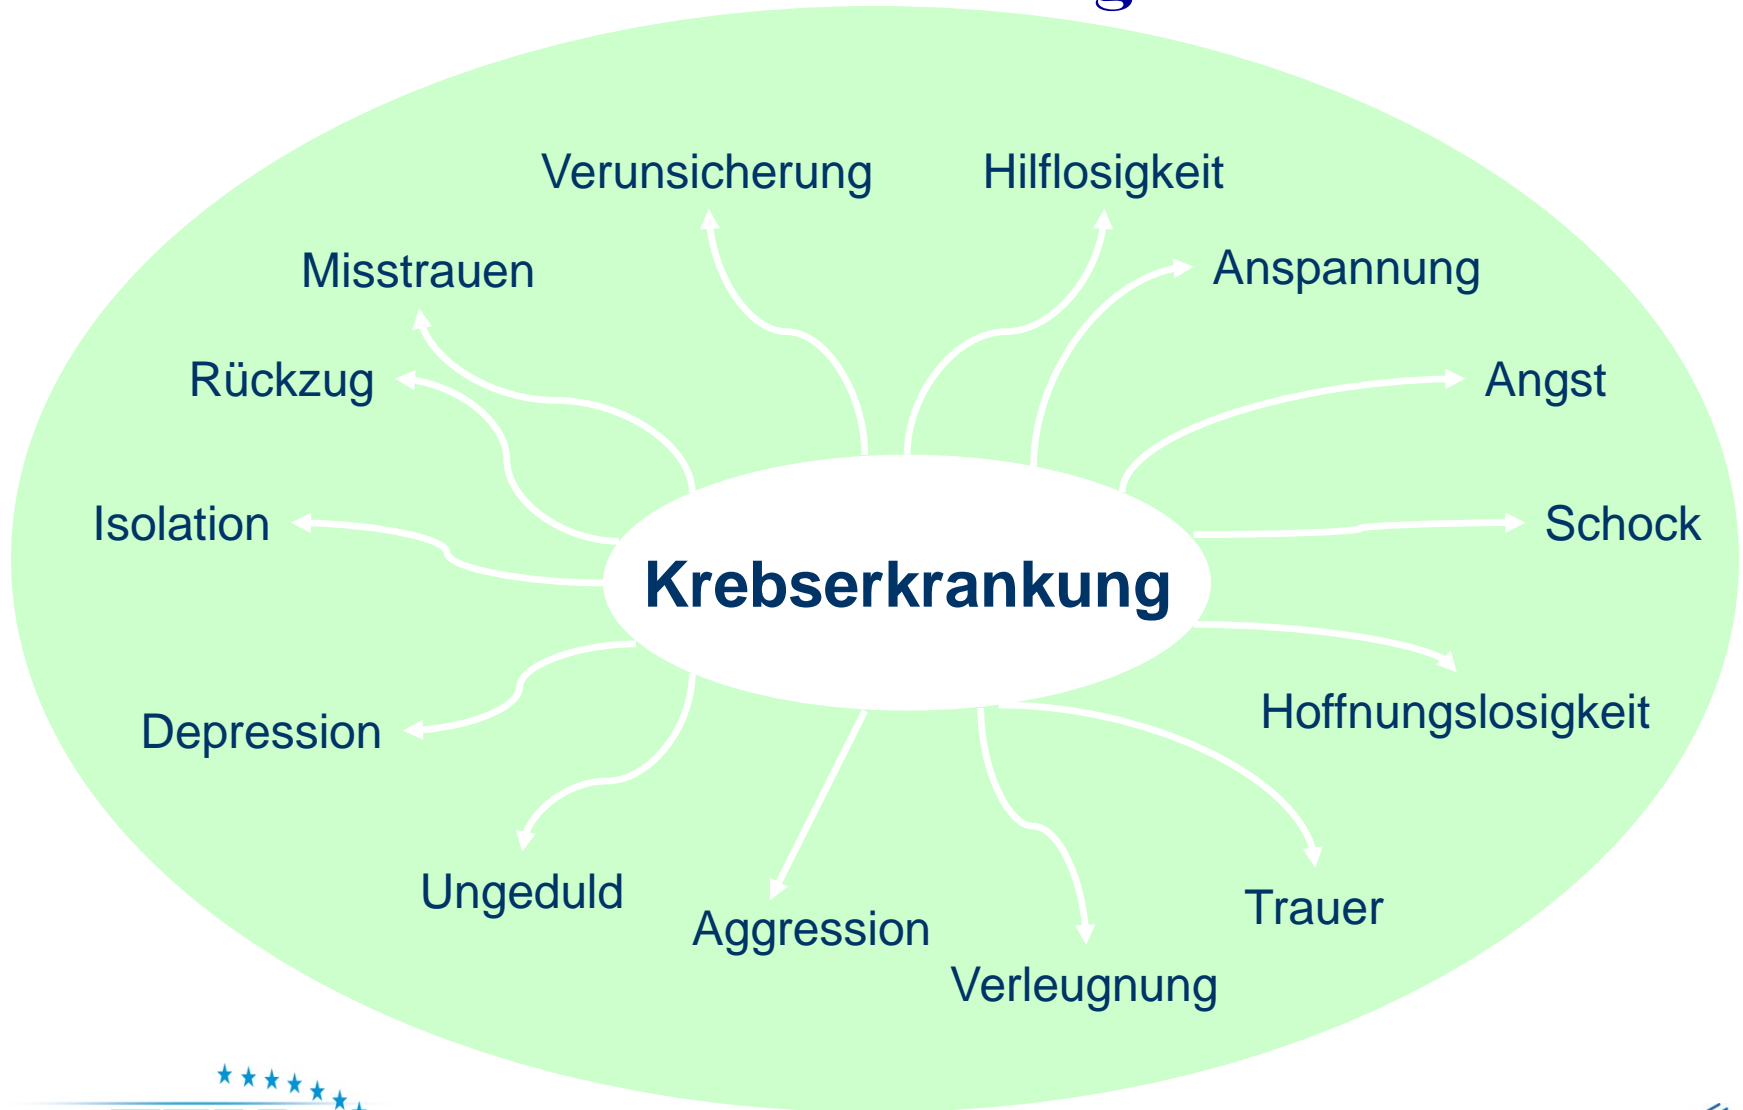 Verunsicherung
Hilflosigkeit
Misstrauen
Anspannung
Rückzug
Angst
Isolation
Schock
Krebserkrankung
Depression
Hoffnungslosigkeit
Ungeduld
Aggression
Trauer
Verleugnung